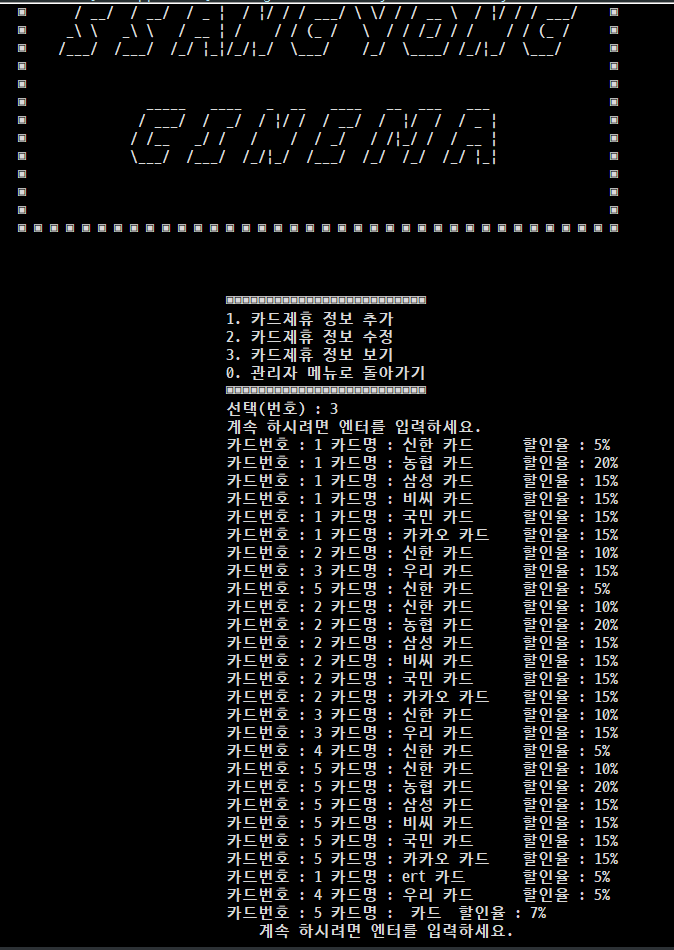 SSANG YONG
CINEMA
1. 카드제휴 정보 추가
2. 카드제휴 정보 수정
3. 카드제휴 정보 보기
0. 관리자 메뉴로 돌아가기
선택(번호) : 3
계속 하시려면 엔터를 입력하세요.
카드번호 : 1 카드명 : 신한 카드 할인율 : 5%
카드번호 : 1 카드명 : 농협 카드 할인율 : 20%
카드번호 : 1 카드명 : 삼성 카드 할인율 : 15%
카드번호 : 1 카드명 : 비씨 카드 할인율 : 15%
카드번호 : 1 카드명 : 국민 카드 할인율 : 15%
카드번호 : 1 카드명 : 카카오 카드 할인율 : 15%
카드번호 : 2 카드명 : 신한 카드 할인율 : 10%
카드번호 : 3 카드명 : 우리 카드 할인율 : 15%
카드번호 : 5 카드명 : 신한 카드 할인율 : 5%
카드번호 : 2 카드명 : 신한 카드 할인율 : 10%
카드번호 : 2 카드명 : 농협 카드 할인율 : 20%
카드번호 : 2 카드명 : 삼성 카드 할인율 : 15%
카드번호 : 2 카드명 : 비씨 카드 할인율 : 15%
카드번호 : 2 카드명 : 국민 카드 할인율 : 15%
카드번호 : 2 카드명 : 카카오 카드 할인율 : 15%
카드번호 : 3 카드명 : 신한 카드 할인율 : 10%
카드번호 : 3 카드명 : 우리 카드 할인율 : 15%
카드번호 : 4 카드명 : 신한 카드 할인율 : 5%
카드번호 : 5 카드명 : 신한 카드 할인율 : 10%
카드번호 : 5 카드명 : 농협 카드 할인율 : 20%
카드번호 : 5 카드명 : 삼성 카드 할인율 : 15%
카드번호 : 5 카드명 : 비씨 카드 할인율 : 15%
카드번호 : 5 카드명 : 국민 카드 할인율 : 15%
카드번호 : 5 카드명 : 카카오 카드 할인율 : 15%
카드번호 : 1 카드명 : ert 카드 할인율 : 5%
카드번호 : 4 카드명 : 우리 카드 할인율 : 5%
카드번호 : 5 카드명 : 카드 할인율 : 7%
계속 하시려면 엔터를 입력하세요.